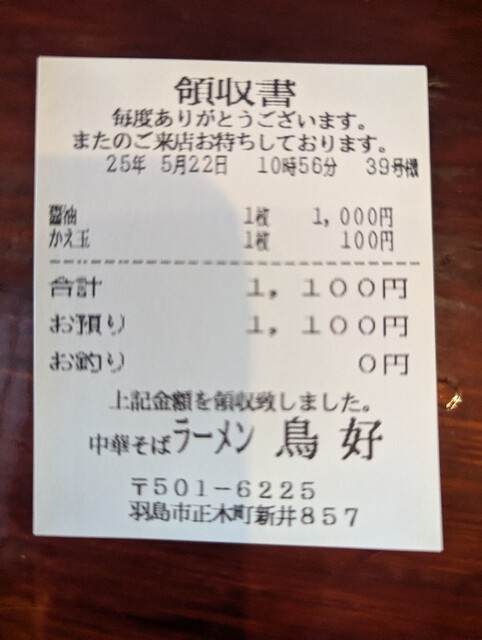 領収書
毎度ありがとうございます。
またのご来店お待ちしております。
25年 5月22日 10時56分 39号機
醤油 1枚 1,000円
かえ玉 1枚 100円
合計 1,100円
お預り 1,100円
お釣り 0円
上記金額を領収致しました。
中華そばラーメン 鳥好
〒501-6225
羽島市正木町新井857